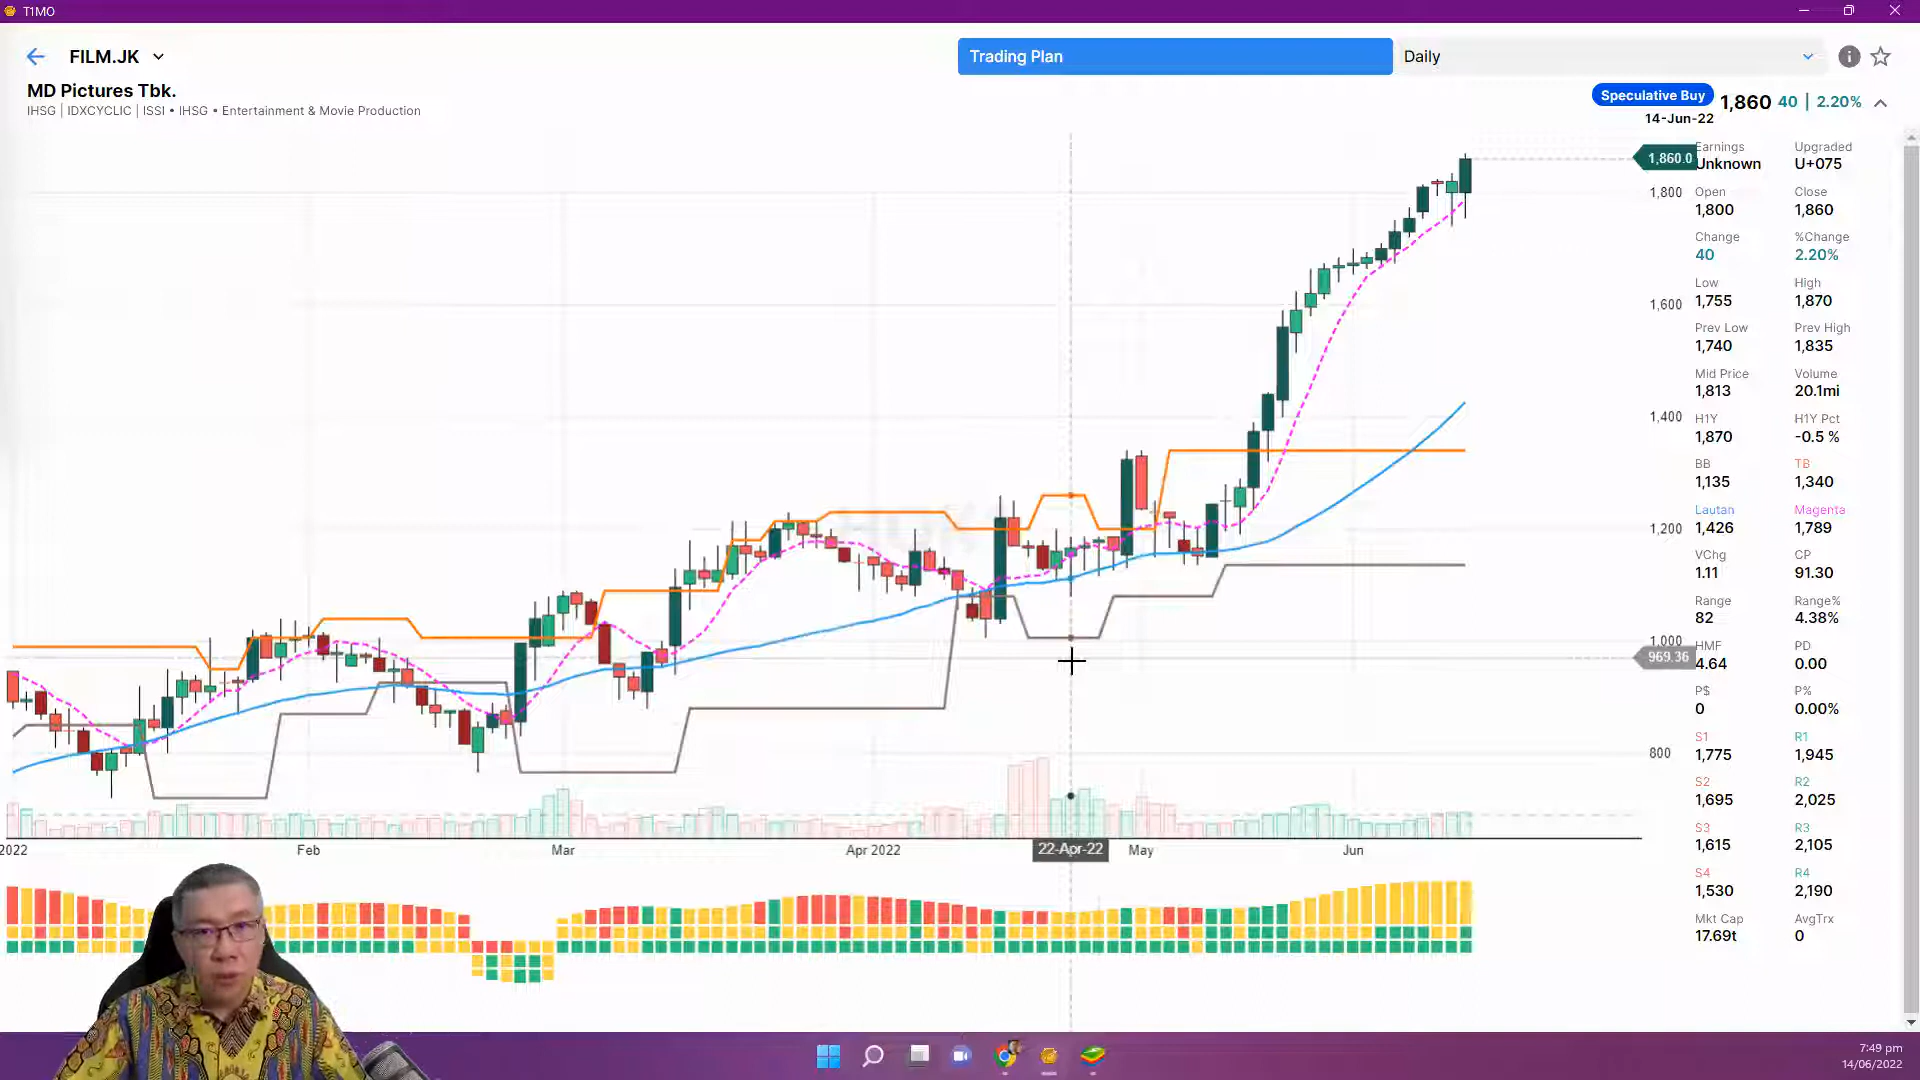 T1MO
FILM.JK
Trading Plan
Daily
MD Pictures Tbk.
IHSG | IDXCYCLIC | ISSI • IHSG • Entertainment & Movie Production
Speculative Buy
1,860 40 | 2.20%
14-Jun-22
Earnings Upgraded
Unknown U+075
Open Close
1,800 1,860
Change %Change
40 2.20%
Low High
1,755 1,870
Prev Low Prev High
1,740 1,835
Mid Price Volume
1,813 20.1mi
H1Y H1Y Pct
1,870 -0.5 %
BB TB
1,135 1,340
Lautan Magenta
1,426 1,789
VChg CP
1.11 91.30
Range Range%
82 4.38%
HMF PD
4.64 0.00
P$ P%
0 0.00%
S1 R1
1,775 1,945
S2 R2
1,695 2,025
S3 R3
1,615 2,105
S4 R4
1,530 2,190
Mkt Cap AvgTrx
17.69t 0
1,860.0
1,800
1,600
1,400
1,200
1,000
969.36
800
2022 Feb Mar Apr 2022 22-Apr-22 May Jun
7:49 pm
14/06/2022